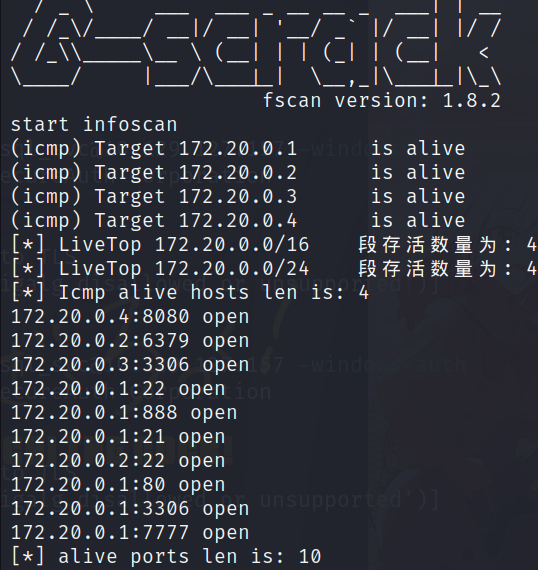 fscan version: 1.8.2
start infoscan
(icmp) Target 172.20.0.1 is alive
(icmp) Target 172.20.0.2 is alive
(icmp) Target 172.20.0.3 is alive
(icmp) Target 172.20.0.4 is alive
[*] LiveTop 172.20.0.0/16 段存活数量为: 4
[*] LiveTop 172.20.0.0/24 段存活数量为: 4
[*] Icmp alive hosts len is: 4
172.20.0.4:8080 open
172.20.0.2:6379 open
172.20.0.3:3306 open
172.20.0.1:22 open
172.20.0.1:888 open
172.20.0.1:21 open
172.20.0.2:22 open
172.20.0.1:80 open
172.20.0.1:3306 open
172.20.0.1:7777 open
[*] alive ports len is: 10